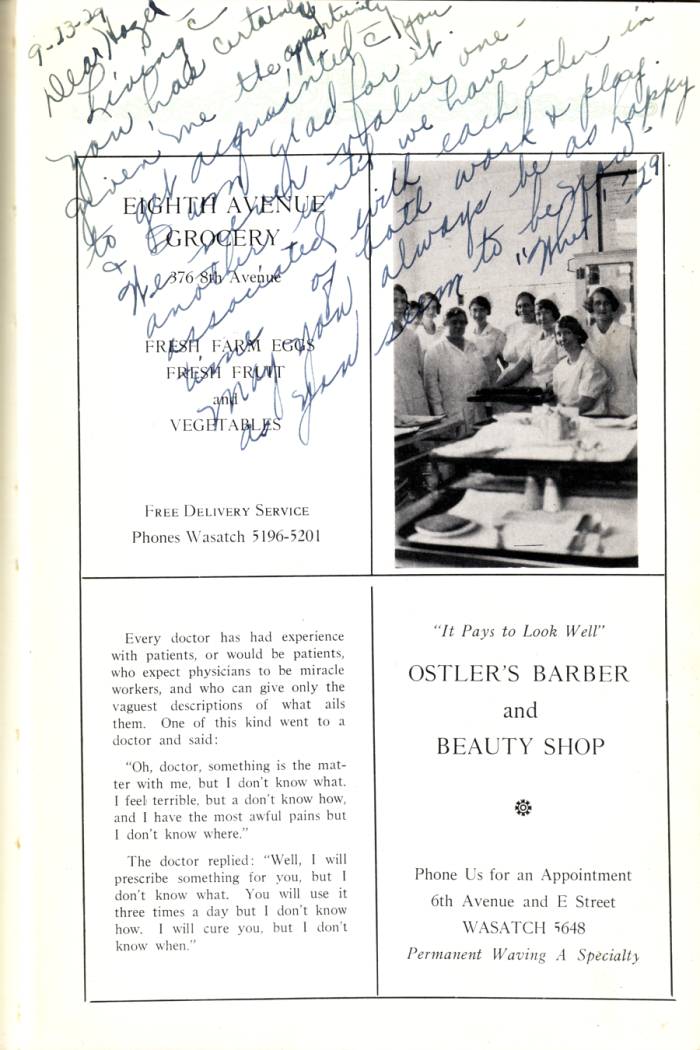 9-23-29
Dear Hazel
Living c̄
you has certainly
given me the opportunity
to get acquainted c̄ you
& I am glad for it.
We never value one-
another until we have
associated with each other in
time of both work & play.
May you always be as happy
as you seem to be now.
'29
EIGHTH AVENUE
GROCERY
376 8th Avenue
FRESH FARM EGGS
FRESH FRUIT
and
VEGETABLES
FREE DELIVERY SERVICE
Phones Wasatch 5196-5201
Every doctor has had experience
with patients, or would be patients,
who expect physicians to be miracle
workers, and who can give only the
vaguest descriptions of what ails
them. One of this kind went to a
doctor and said:
"Oh, doctor, something is the mat-
ter with me, but I don't know what.
I feel terrible, but a don't know how,
and I have the most awful pains but
I don't know where."
The doctor replied: "Well, I will
prescribe something for you, but I
don't know what. You will use it
three times a day but I don't know
how. I will cure you, but I don't
know when."
"It Pays to Look Well"
OSTLER'S BARBER
and
BEAUTY SHOP
Phone Us for an Appointment
6th Avenue and E Street
WASATCH 5648
Permanent Waving A Specialty